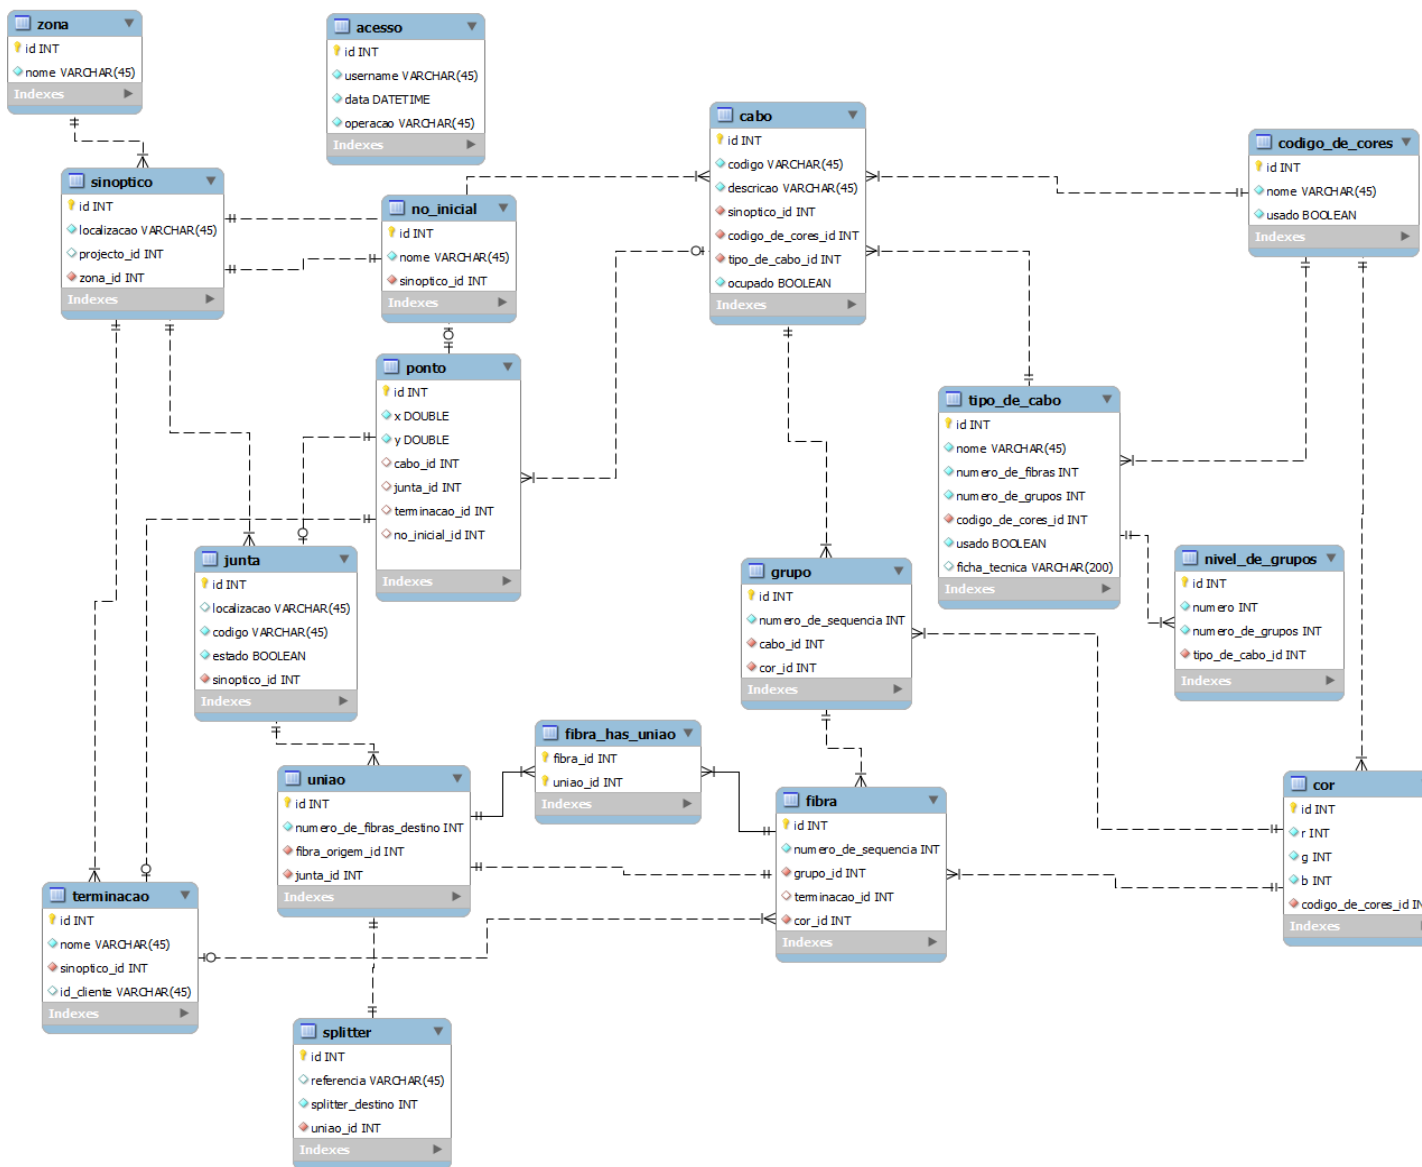 zona
id INT
nome VARCHAR(45)
Indexes
acesso
id INT
username VARCHAR(45)
data DATETIME
operacao VARCHAR(45)
Indexes
cabo
id INT
codigo VARCHAR(45)
descricao VARCHAR(45)
sinoptico_id INT
codigo_de_cores_id INT
tipo_de_cabo_id INT
ocupado BOOLEAN
Indexes
codigo_de_cores
id INT
nome VARCHAR(45)
usado BOOLEAN
Indexes
sinoptico
id INT
localizacao VARCHAR(45)
projecto_id INT
zona_id INT
Indexes
no_inicial
id INT
nome VARCHAR(45)
sinoptico_id INT
Indexes
ponto
id INT
x DOUBLE
y DOUBLE
cabo_id INT
junta_id INT
terminacao_id INT
no_inicial_id INT
Indexes
tipo_de_cabo
id INT
nome VARCHAR(45)
numero_de_fibras INT
numero_de_grupos INT
codigo_de_cores_id INT
usado BOOLEAN
ficha_tecnica VARCHAR(200)
Indexes
junta
id INT
localizacao VARCHAR(45)
codigo VARCHAR(45)
estado BOOLEAN
sinoptico_id INT
Indexes
grupo
id INT
numero_de_sequencia INT
cabo_id INT
cor_id INT
Indexes
nivel_de_grupos
id INT
numero INT
numero_de_grupos INT
tipo_de_cabo_id INT
Indexes
fibra_has_uniao
fibra_id INT
uniao_id INT
Indexes
uniao
id INT
numero_de_fibras_destino INT
fibra_origem_id INT
junta_id INT
Indexes
fibra
id INT
numero_de_sequencia INT
grupo_id INT
terminacao_id INT
cor_id INT
Indexes
cor
id INT
r INT
g INT
b INT
codigo_de_cores_id IN
Indexes
terminacao
id INT
nome VARCHAR(45)
sinoptico_id INT
id_cliente VARCHAR(45)
Indexes
splitter
id INT
referencia VARCHAR(45)
splitter_destino INT
uniao_id INT
Indexes